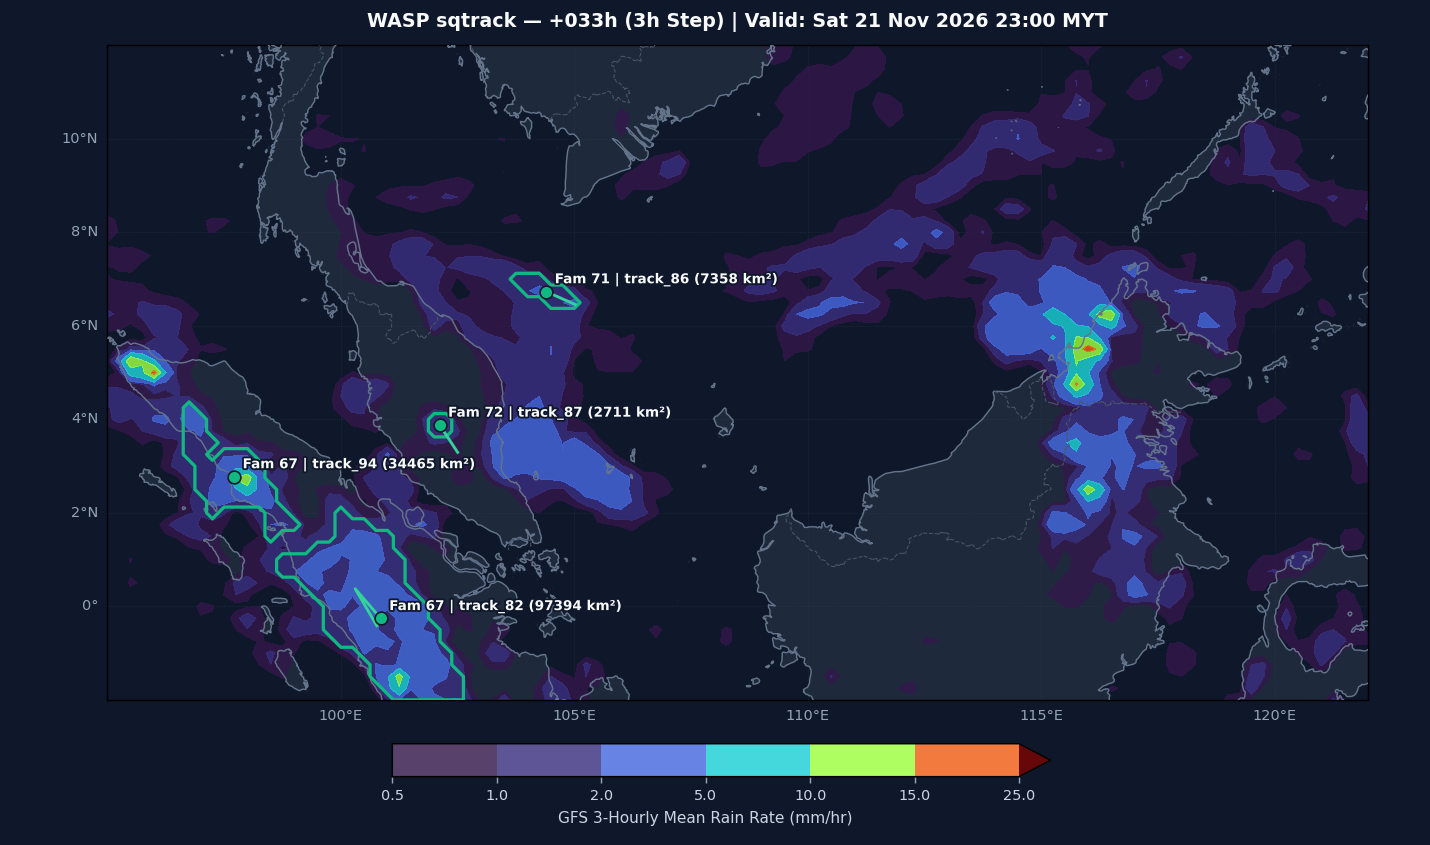 WASP sqtrack — +033h (3h Step) | Valid: Sat 21 Nov 2026 23:00 MYT
10°N
8°N
6°N
4°N
2°N
0°
Fam 71 | track_86 (7358 km²)
Fam 72 | track_87 (2711 km²)
Fam 67 | track_94 (34465 km²)
Fam 67 | track_82 (97394 km²)
100°E
105°E
110°E
115°E
120°E
0.5
1.0
2.0
5.0
10.0
15.0
25.0
GFS 3-Hourly Mean Rain Rate (mm/hr)